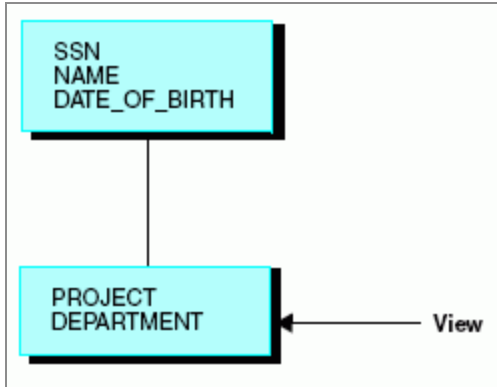 SSN
NAME
DATE_OF_BIRTH
PROJECT
DEPARTMENT
View